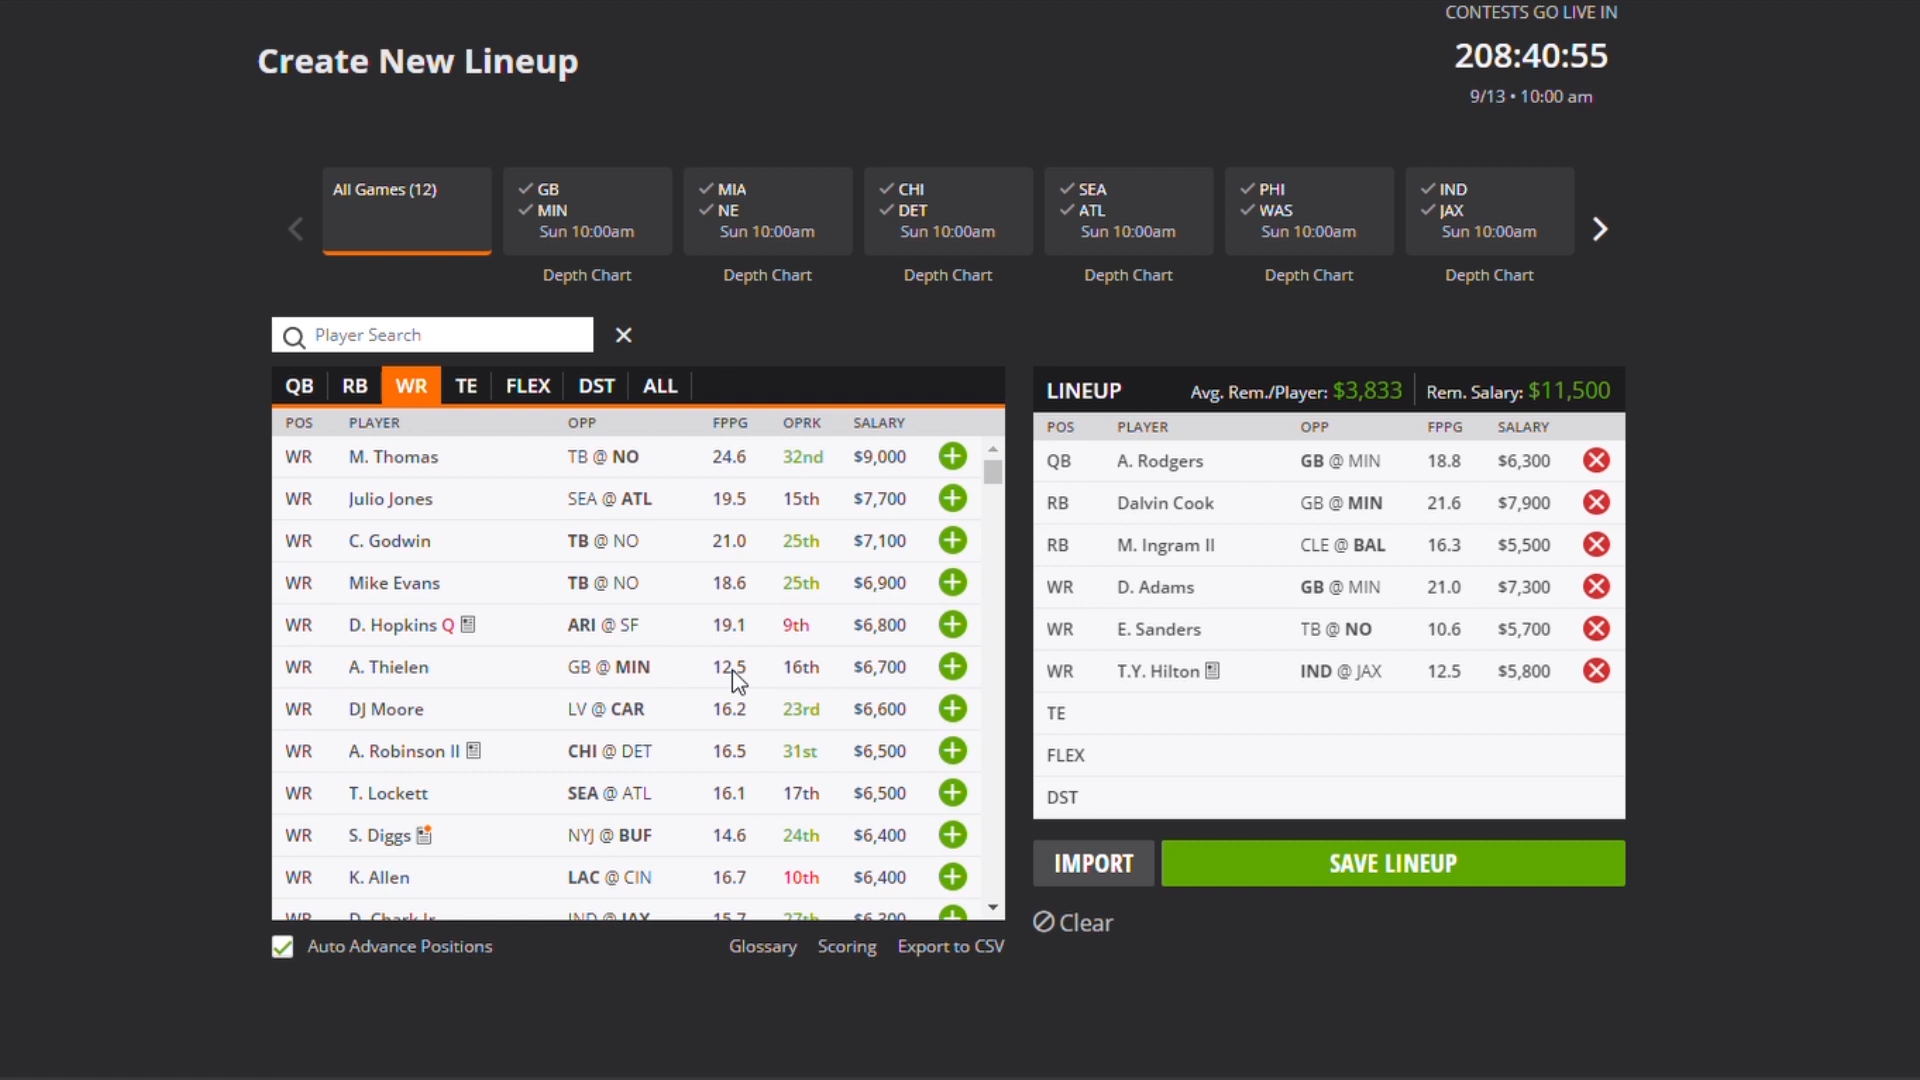 CONTESTS GO LIVE IN
Create New Lineup
208:40:55
9/13 • 10:00 am
All Games (12)
GB
MIN
Sun 10:00am
Depth Chart
MIA
NE
Sun 10:00am
Depth Chart
CHI
DET
Sun 10:00am
Depth Chart
SEA
ATL
Sun 10:00am
Depth Chart
PHI
WAS
Sun 10:00am
Depth Chart
IND
JAX
Sun 10:00am
Depth Chart
Player Search
QB RB WR TE FLEX DST ALL
POS PLAYER OPP FPPG OPRK SALARY
WR M. Thomas TB @ NO 24.6 32nd $9,000
WR Julio Jones SEA @ ATL 19.5 15th $7,700
WR C. Godwin TB @ NO 21.0 25th $7,100
WR Mike Evans TB @ NO 18.6 25th $6,900
WR D. Hopkins Q ARI @ SF 19.1 9th $6,800
WR A. Thielen GB @ MIN 12.5 16th $6,700
WR DJ Moore LV @ CAR 16.2 23rd $6,600
WR A. Robinson II CHI @ DET 16.5 31st $6,500
WR T. Lockett SEA @ ATL 16.1 17th $6,500
WR S. Diggs NYJ @ BUF 14.6 24th $6,400
WR K. Allen LAC @ CIN 16.7 10th $6,400
WR D. Chark Jr. IND @ JAX 15.7 27th $6,300
Auto Advance Positions
Glossary Scoring Export to CSV
LINEUP Avg. Rem./Player: $3,833 Rem. Salary: $11,500
POS PLAYER OPP FPPG SALARY
QB A. Rodgers GB @ MIN 18.8 $6,300
RB Dalvin Cook GB @ MIN 21.6 $7,900
RB M. Ingram II CLE @ BAL 16.3 $5,500
WR D. Adams GB @ MIN 21.0 $7,300
WR E. Sanders TB @ NO 10.6 $5,700
WR T.Y. Hilton IND @ JAX 12.5 $5,800
TE
FLEX
DST
IMPORT SAVE LINEUP
Clear